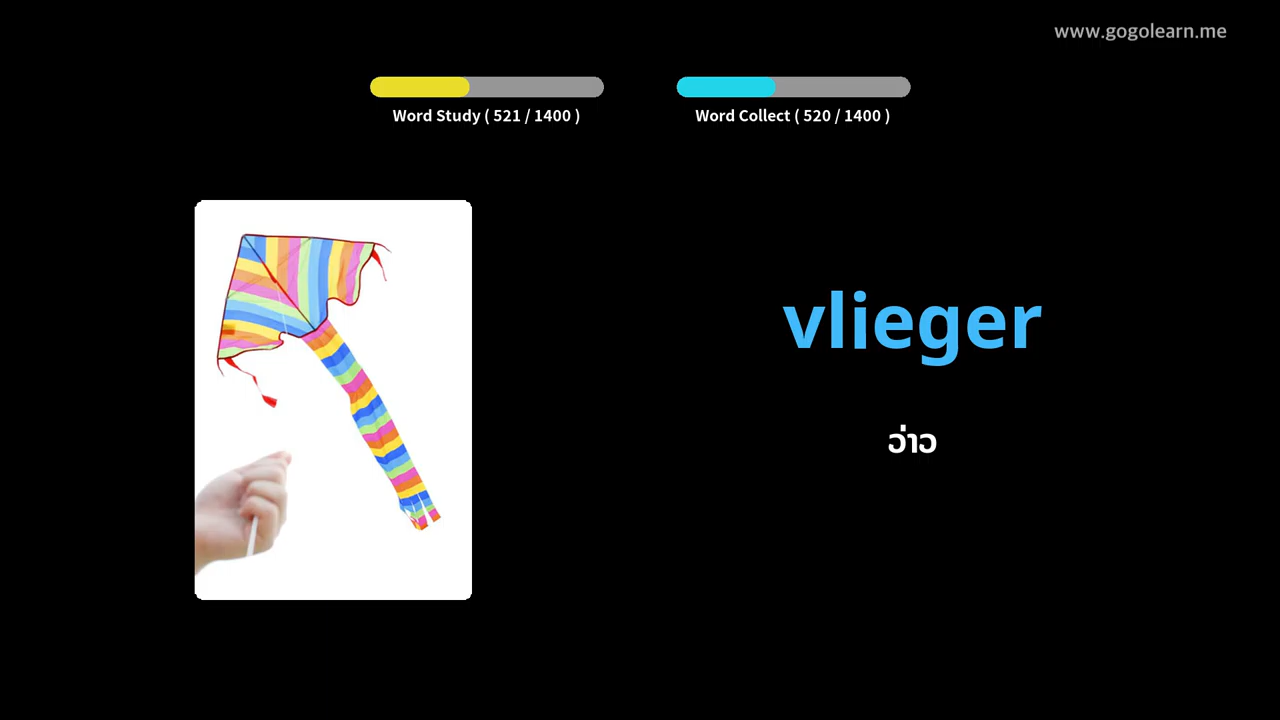 www.gogolearn.me
Word Study ( 521 / 1400 )
Word Collect ( 520 / 1400 )
vlieger
ว่าว